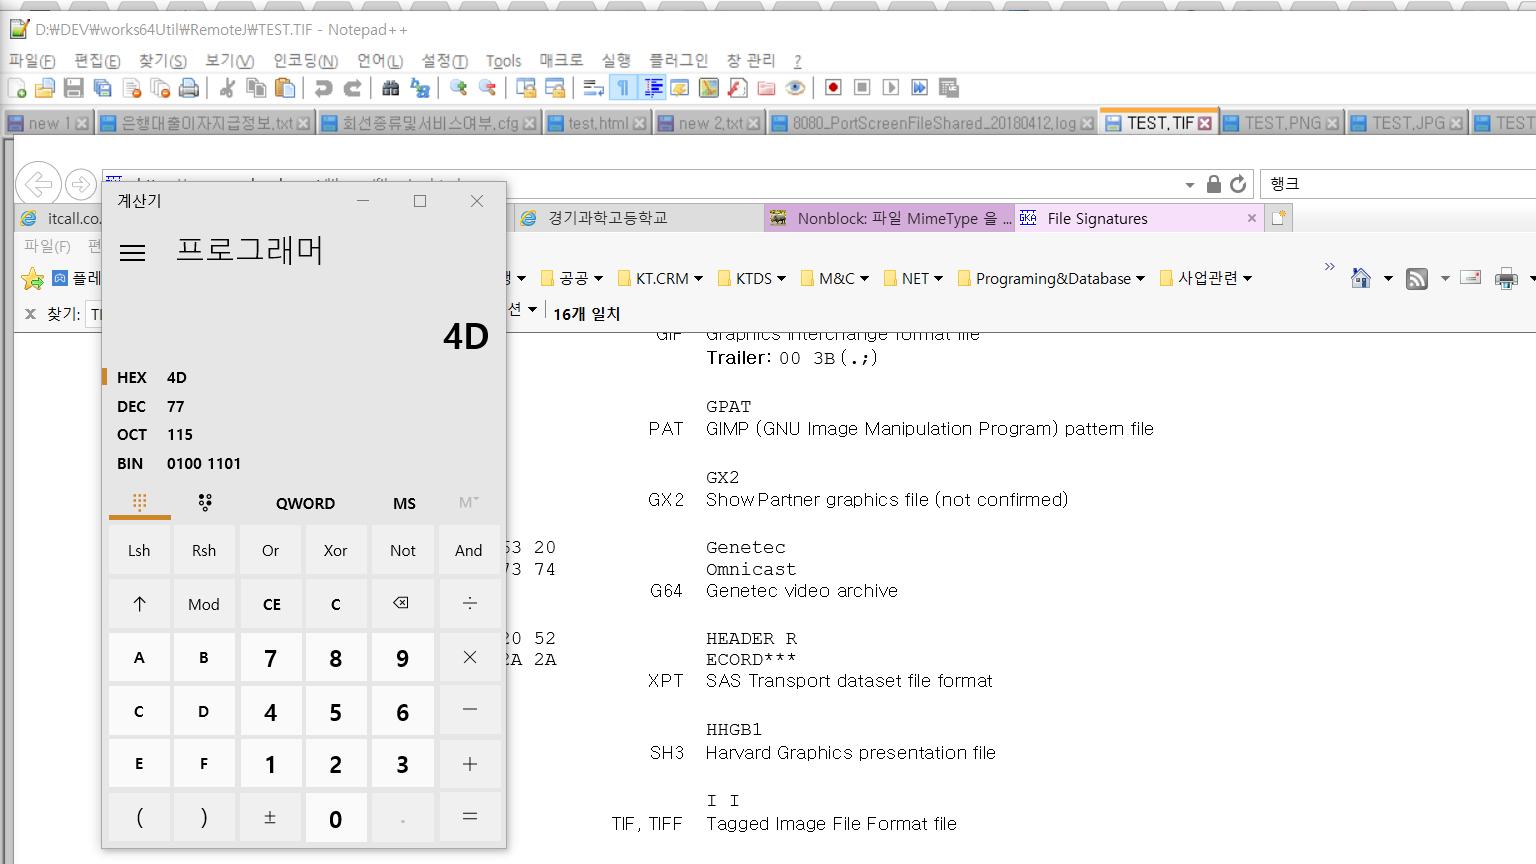 D:₩DEV₩works64Util₩RemoteJ₩TEST.TIF - Notepad++
파일(F) 편집(E) 찾기(S) 보기(V) 인코딩(N) 언어(L) 설정(T) Tools 매크로 실행 플러그인 창 관리 ?
new 1 은행대출이자지급정보.txt 회선종류및서비스여부.cfg test.html new 2.txt 8080_PortScreenFileShared_20180412.log TEST.TIF TEST.PNG TEST.JPG TEST
행크
itcall.co. 경기과학고등학교 Nonblock: 파일 MimeType 을 ... File Signatures
파일(F) 편
플레 공공 KT.CRM KTDS M&C NET Programing&Database 사업관련
x 찾기: 션 16개 일치
계산기
프로그래머
4D
HEX 4D
DEC 77
OCT 115
BIN 0100 1101
QWORD MS M
Lsh Rsh Or Xor Not And
↑ Mod CE C ÷
A B 7 8 9 ×
C D 4 5 6 −
E F 1 2 3 +
( ) ± 0 . =
GIF Graphics interchange format file
Trailer: 00 3B (.;)
GPAT
PAT GIMP (GNU Image Manipulation Program) pattern file
GX2
GX2 Show Partner graphics file (not confirmed)
53 20 Genetec
73 74 Omnicast
G64 Genetec video archive
20 52 HEADER R
2A 2A ECORD***
XPT SAS Transport dataset file format
HHGB1
SH3 Harvard Graphics presentation file
I I
TIF, TIFF Tagged Image File Format file